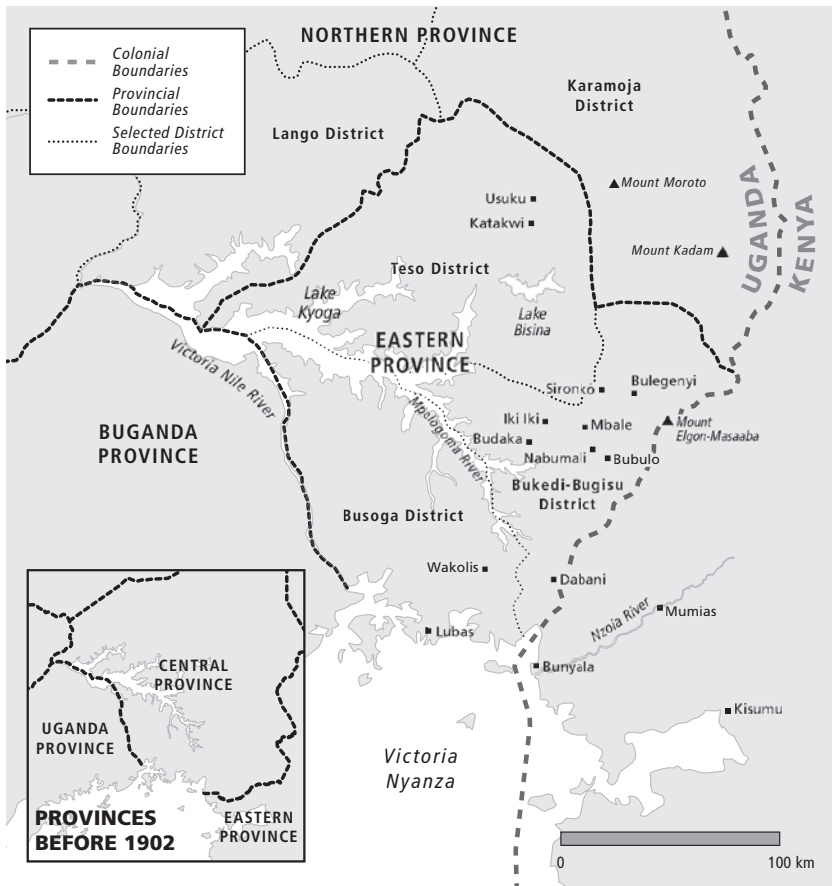 Colonial
Boundaries
Provincial
Boundaries
Selected District
Boundaries
NORTHERN PROVINCE
Karamoja
District
Lango District
Mount Moroto
Usuku
Katakwi
UGANDA
KENYA
Mount Kadam
Teso District
Lake
Kyoga
Lake
Bisina
EASTERN
PROVINCE
Victoria Nile River
Sironko
Bulegenyi
Mpologoma River
Iki Iki
Mbale
Mount
Elgon-Masaaba
BUGANDA
PROVINCE
Budaka
Nabumali
Bubulo
Bukedi-Bugisu
District
Busoga District
Wakolis
Dabani
Nzoia River
Mumias
Lubas
Bunyala
Kisumu
Victoria
Nyanza
CENTRAL
PROVINCE
UGANDA
PROVINCE
EASTERN
PROVINCE
PROVINCES
BEFORE 1902
0
100 km